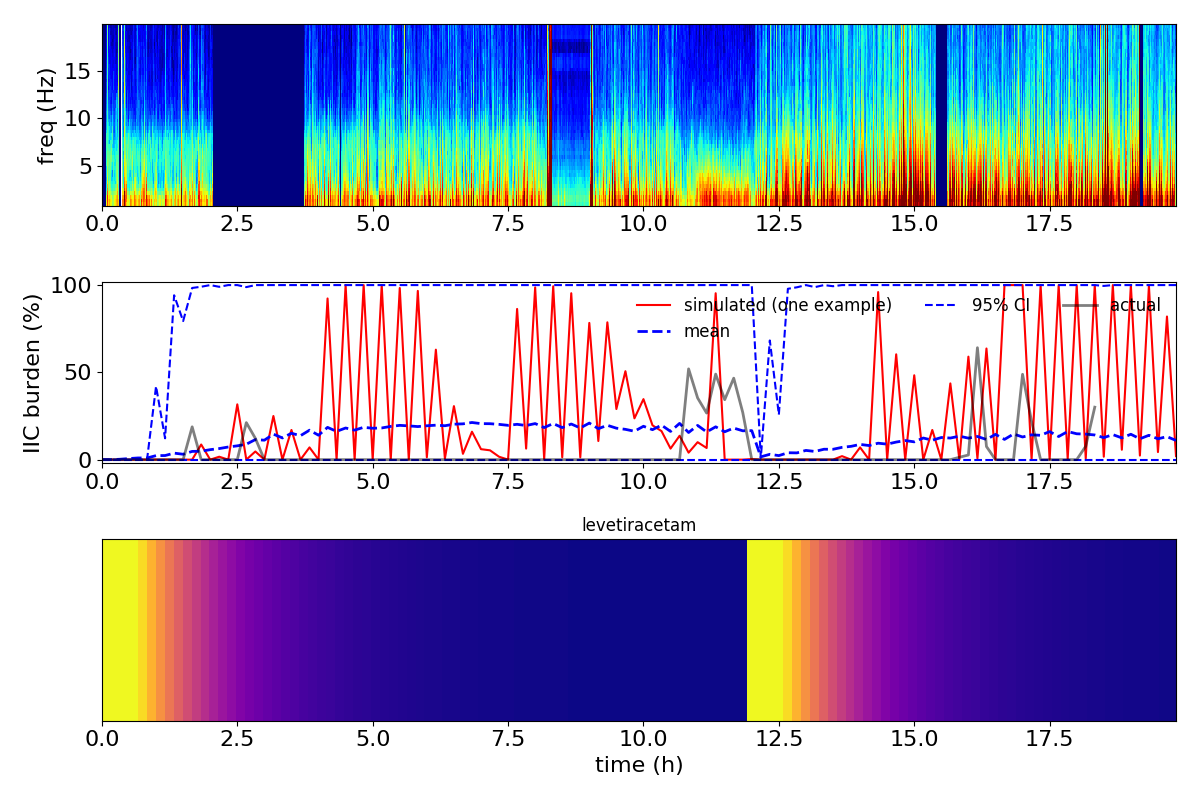 freq (Hz)
15
10
5
0.0 2.5 5.0 7.5 10.0 12.5 15.0 17.5
IIC burden (%)
100
50
0
simulated (one example) 95% CI actual
mean
0.0 2.5 5.0 7.5 10.0 12.5 15.0 17.5
levetiracetam
0.0 2.5 5.0 7.5 10.0 12.5 15.0 17.5
time (h)